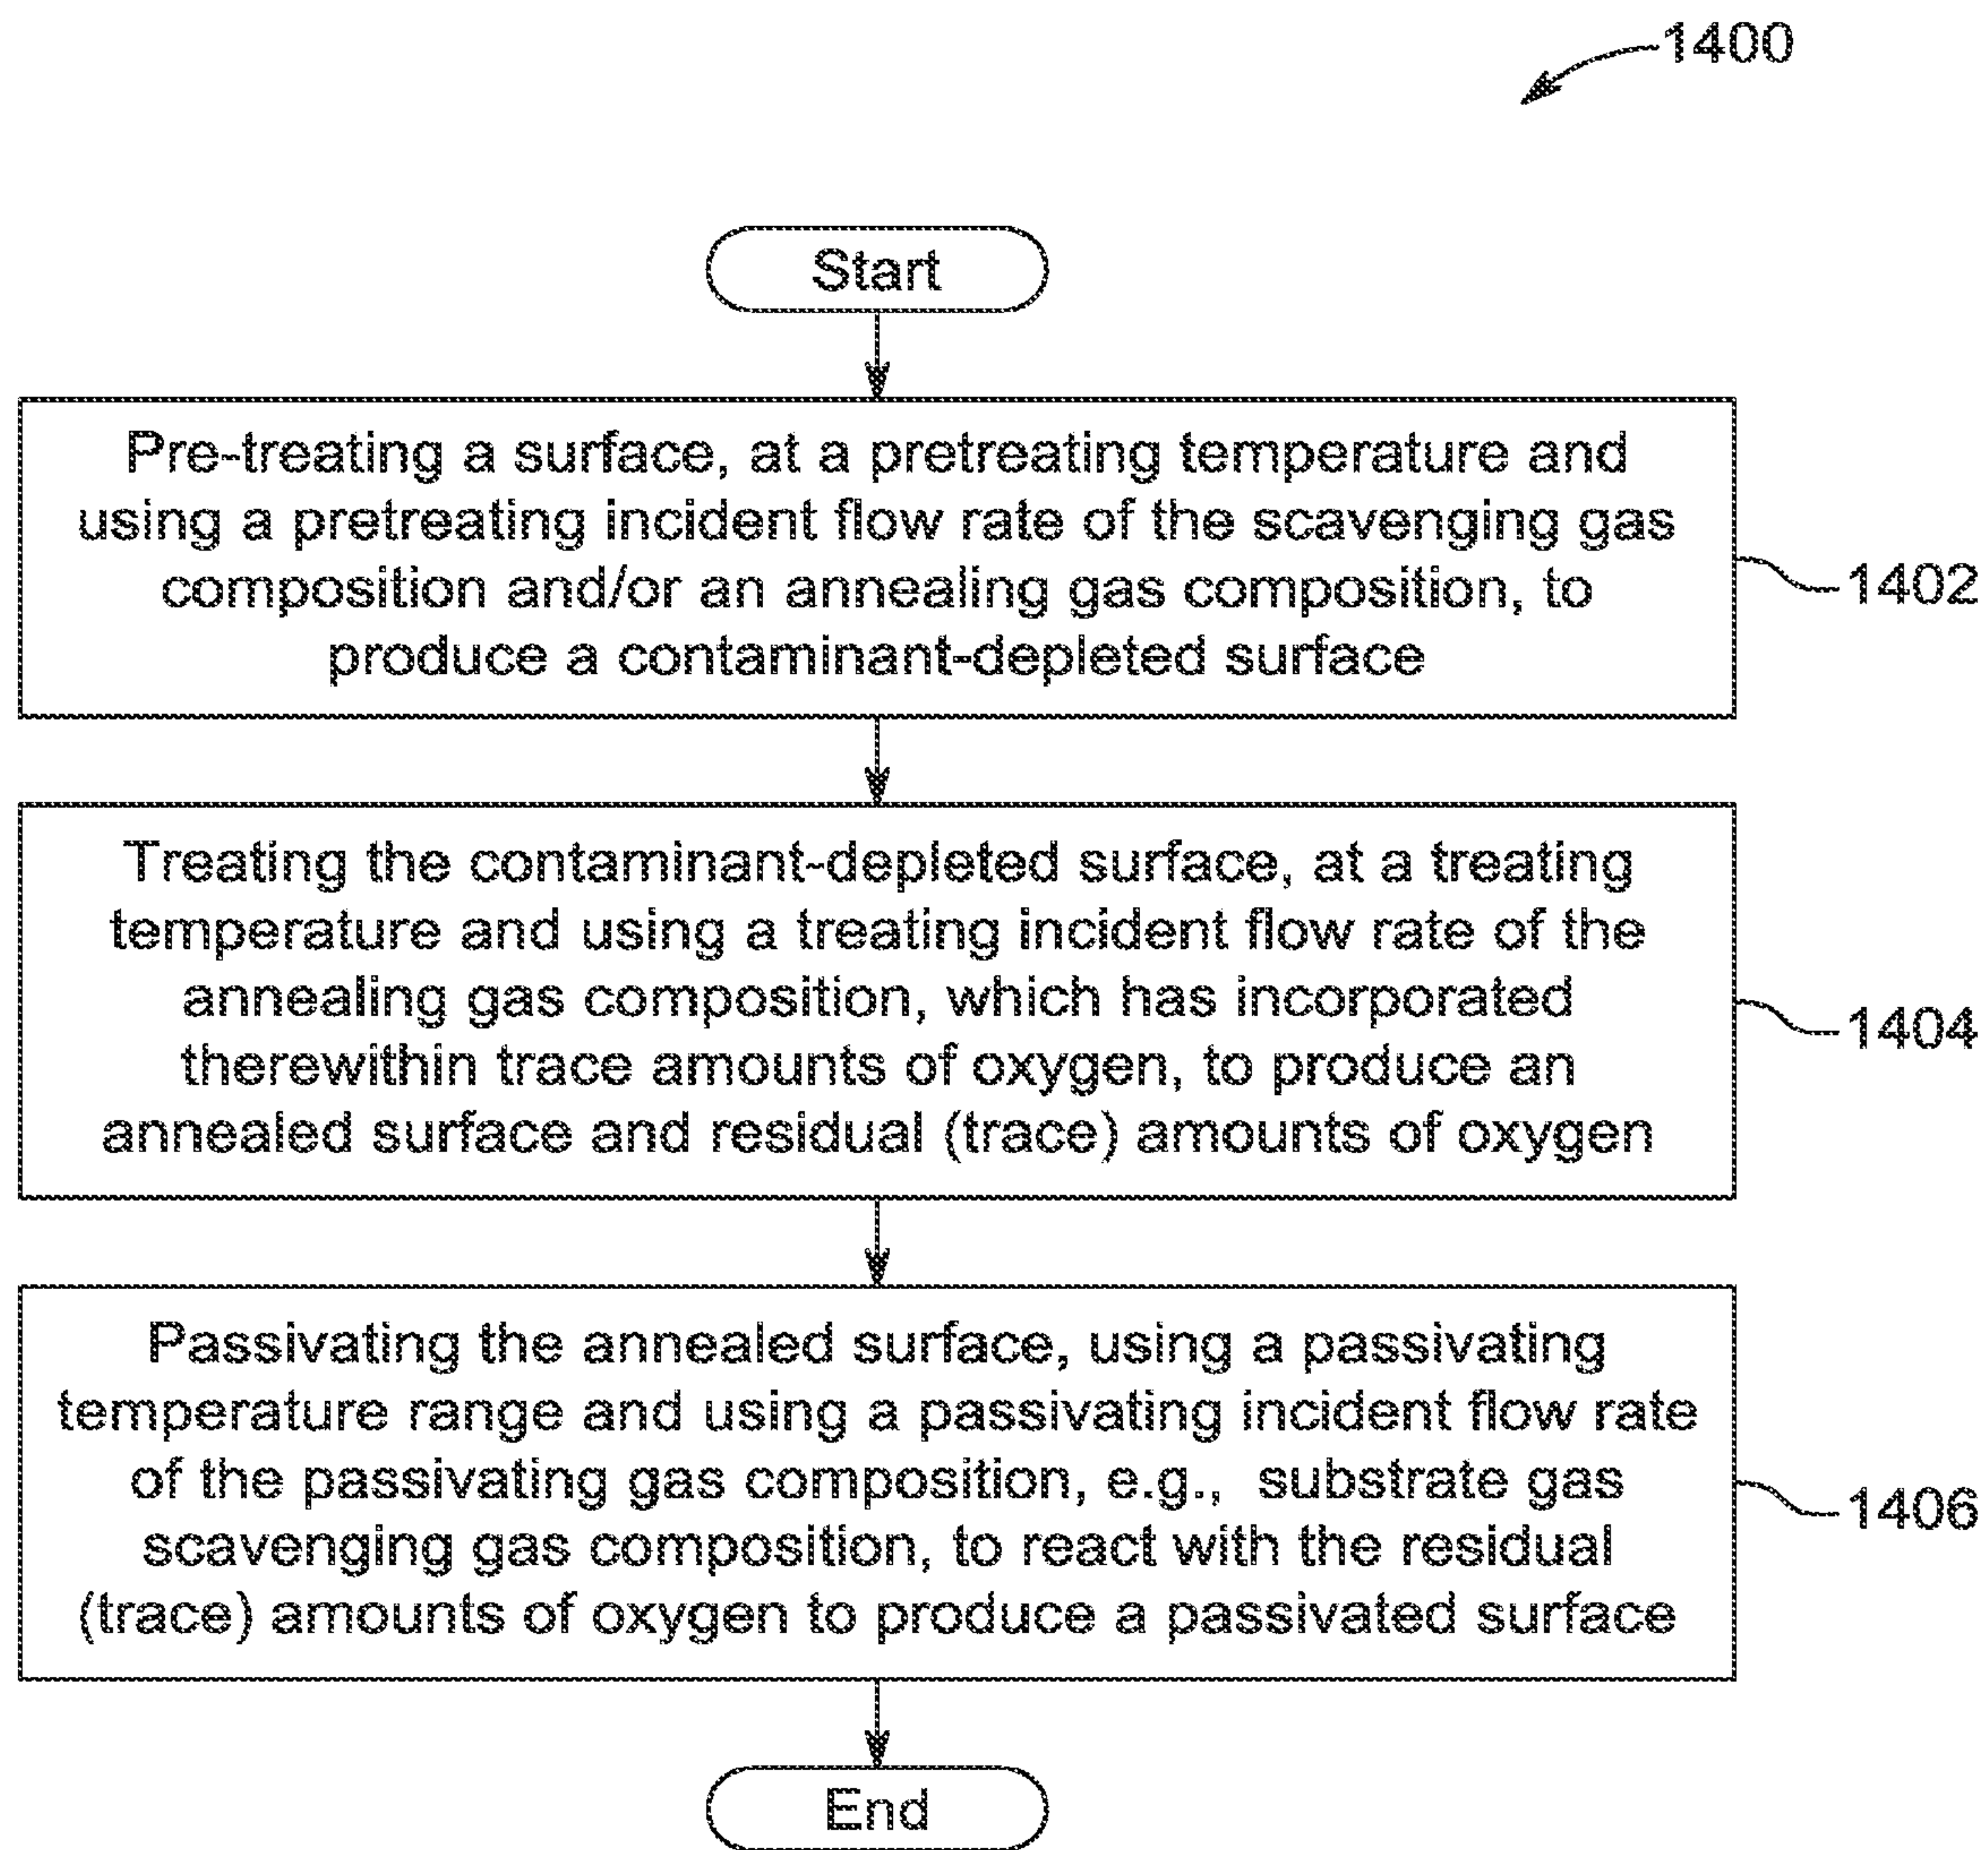 1400
Start
Pre-treating a surface, at a pretreating temperature and
using a pretreating incident flow rate of the scavenging gas
composition and/or an annealing gas composition, to
produce a contaminant-depleted surface
1402
Treating the contaminant-depleted surface, at a treating
temperature and using a treating incident flow rate of the
annealing gas composition, which has incorporated
therewithin trace amounts of oxygen, to produce an
annealed surface and residual (trace) amounts of oxygen
1404
Passivating the annealed surface, using a passivating
temperature range and using a passivating incident flow rate
of the passivating gas composition, e.g., substrate gas
scavenging gas composition, to react with the residual
(trace) amounts of oxygen to produce a passivated surface
1406
End